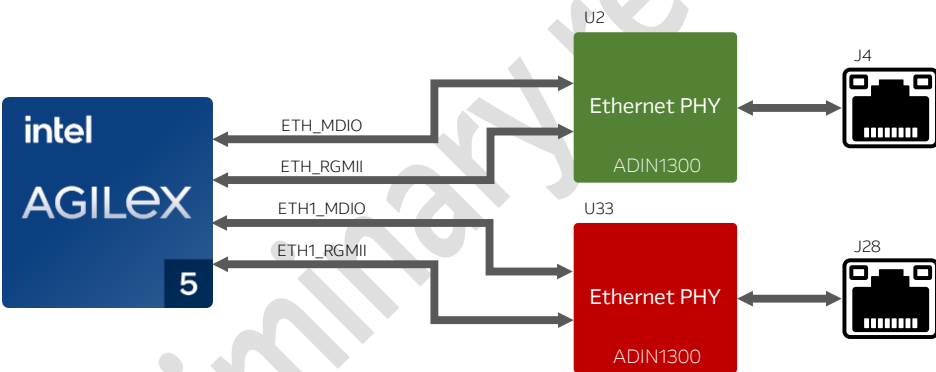 U2
J4
intel
AGILEX
5
ETH_MDIO
ETH_RGMII
ETH1_MDIO
ETH1_RGMII
Ethernet PHY
ADIN1300
U33
J28
Ethernet PHY
ADIN1300